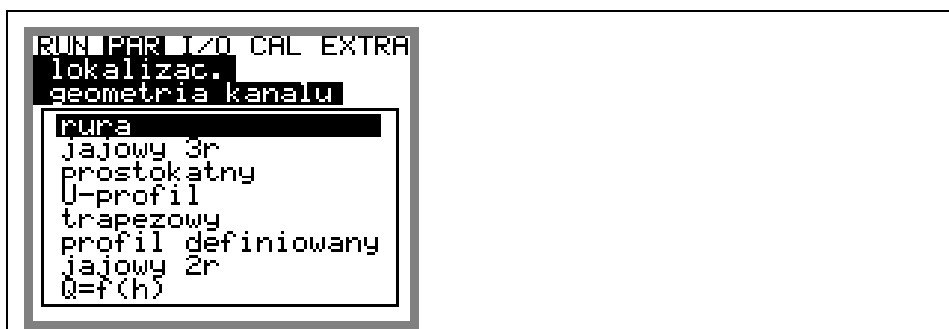 RUN PAR I/O CAL EXTRA
lokalizac.
geometria kanalu
rura
jajowy 3r
prostokatny
U-profil
trapezowy
profil definiowany
jajowy 2r
Q=f(h)